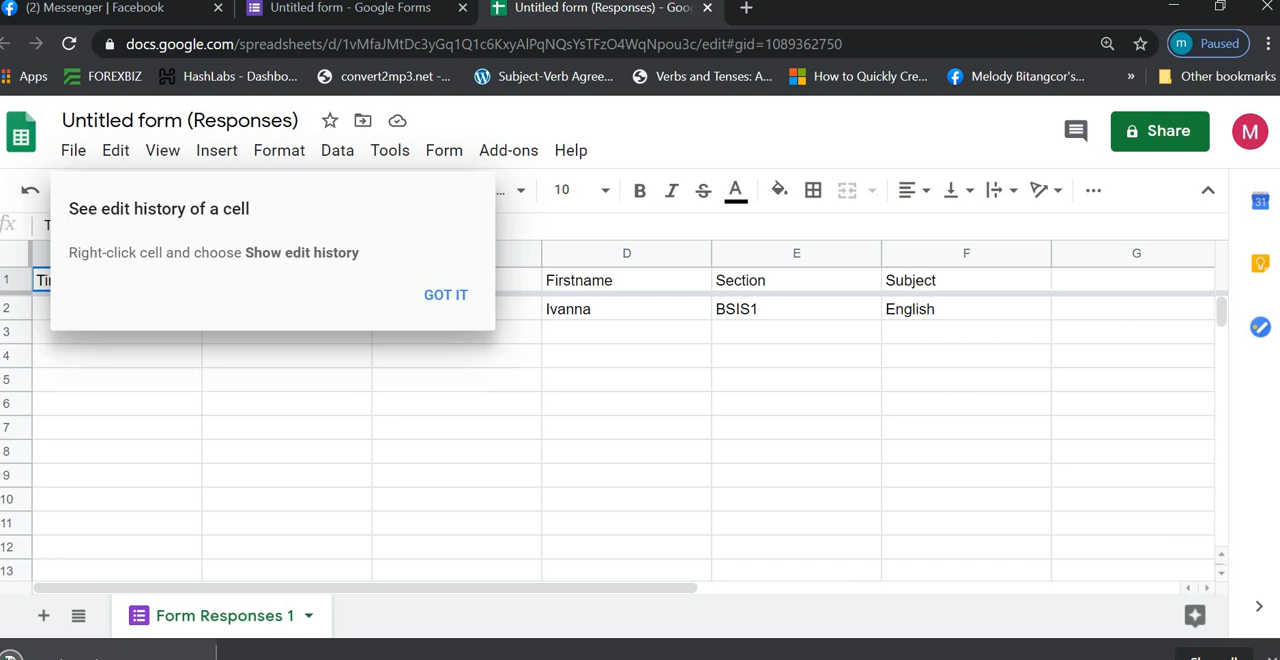 (2) Messenger | Facebook
Untitled form - Google Forms
Untitled form (Responses) - Goo
docs.google.com/spreadsheets/d/1vMfaJMtDc3yGq1Q1c6KxyAlPqNQsYsTFzO4WqNpou3c/edit#gid=1089362750
m Paused
Apps FOREXBIZ HashLabs - Dashbo... convert2mp3.net -... Subject-Verb Agree... Verbs and Tenses: A... How to Quickly Cre... Melody Bitangcor's... » Other bookmarks
Untitled form (Responses)
Share
M
File Edit View Insert Format Data Tools Form Add-ons Help
... 10 B I S A ...
31
See edit history of a cell
fx T
Right-click cell and choose Show edit history
GOT IT
D E F G
1 Firstname Section Subject
2 Ivanna BSIS1 English
3
4
5
6
7
8
9
10
11
12
13
Form Responses 1